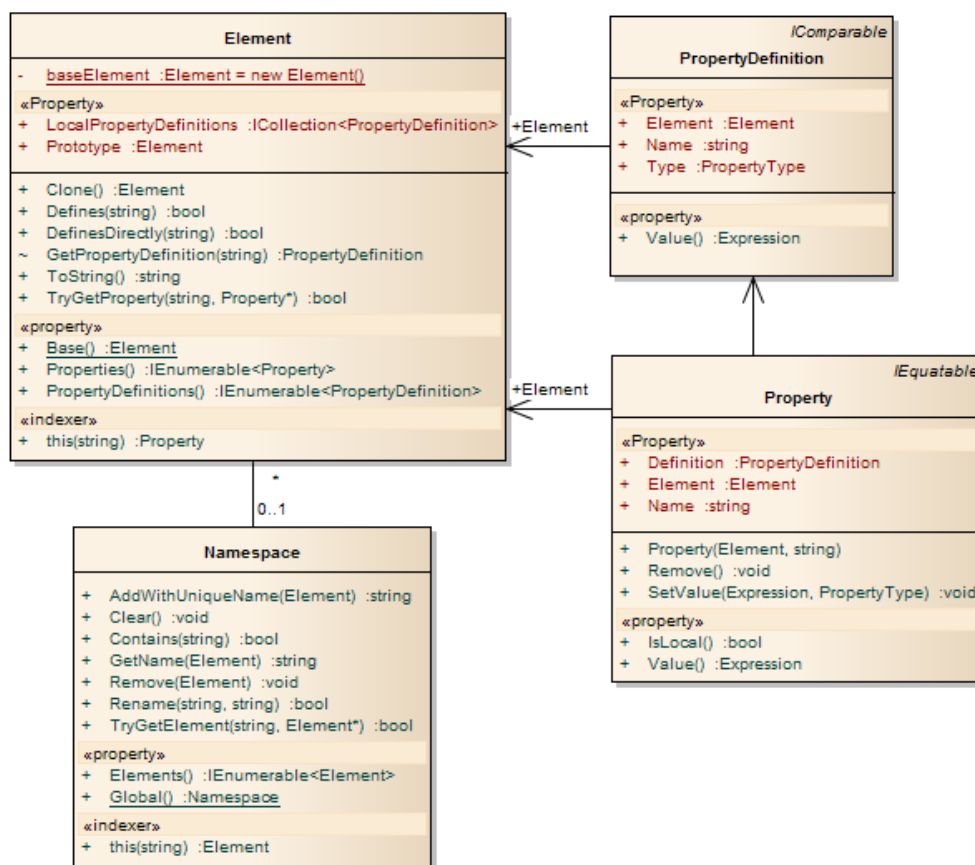 Element
- baseElement :Element = new Element()
«Property»
+ LocalPropertyDefinitions :ICollection<PropertyDefinition>
+ Prototype :Element
+ Clone() :Element
+ Defines(string) :bool
+ DefinesDirectly(string) :bool
~ GetPropertyDefinition(string) :PropertyDefinition
+ ToString() :string
+ TryGetProperty(string, Property*) :bool
«property»
+ Base() :Element
+ Properties() :IEnumerable<Property>
+ PropertyDefinitions() :IEnumerable<PropertyDefinition>
«indexer»
+ this(string) :Property
+Element
IComparable
PropertyDefinition
«Property»
+ Element :Element
+ Name :string
+ Type :PropertyType
«property»
+ Value() :Expression
+Element
IEquatable
Property
«Property»
+ Definition :PropertyDefinition
+ Element :Element
+ Name :string
+ Property(Element, string)
+ Remove() :void
+ SetValue(Expression, PropertyType) :void
«property»
+ IsLocal() :bool
+ Value() :Expression
*
0..1
Namespace
+ AddWithUniqueName(Element) :string
+ Clear() :void
+ Contains(string) :bool
+ GetName(Element) :string
+ Remove(Element) :void
+ Rename(string, string) :bool
+ TryGetElement(string, Element*) :bool
«property»
+ Elements() :IEnumerable<Element>
+ Global() :Namespace
«indexer»
+ this(string) :Element